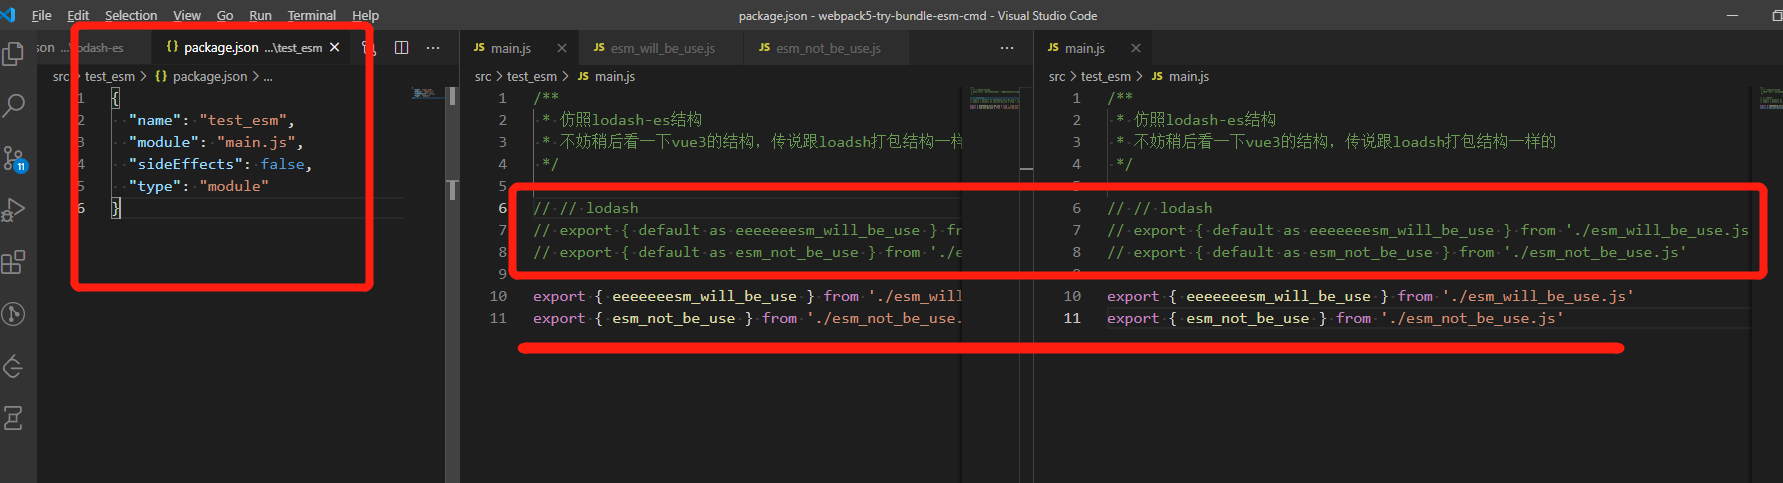 File Edit Selection View Go Run Terminal Help
package.json - webpack5-try-bundle-esm-cmd - Visual Studio Code
json ...\lodash-es
{} package.json ...\test_esm
src > test_esm > {} package.json > ...
1 {
2 "name": "test_esm",
3 "module": "main.js",
4 "sideEffects": false,
5 "type": "module"
6 }
11
JS main.js
JS esm_will_be_use.js
JS esm_not_be_use.js
src > test_esm > JS main.js
1 /**
2 * 仿照lodash-es结构
3 * 不妨稍后看一下vue3的结构，传说跟loadsh打包结构一样
4 */
5
6 // // lodash
7 // export { default as eeeeeeesm_will_be_use } fro
8 // export { default as esm_not_be_use } from './e
9
10 export { eeeeeeesm_will_be_use } from './esm_will
11 export { esm_not_be_use } from './esm_not_be_use.
JS main.js
src > test_esm > JS main.js
1 /**
2 * 仿照lodash-es结构
3 * 不妨稍后看一下vue3的结构，传说跟loadsh打包结构一样的
4 */
5
6 // // lodash
7 // export { default as eeeeeeesm_will_be_use } from './esm_will_be_use.js
8 // export { default as esm_not_be_use } from './esm_not_be_use.js'
9
10 export { eeeeeeesm_will_be_use } from './esm_will_be_use.js'
11 export { esm_not_be_use } from './esm_not_be_use.js'